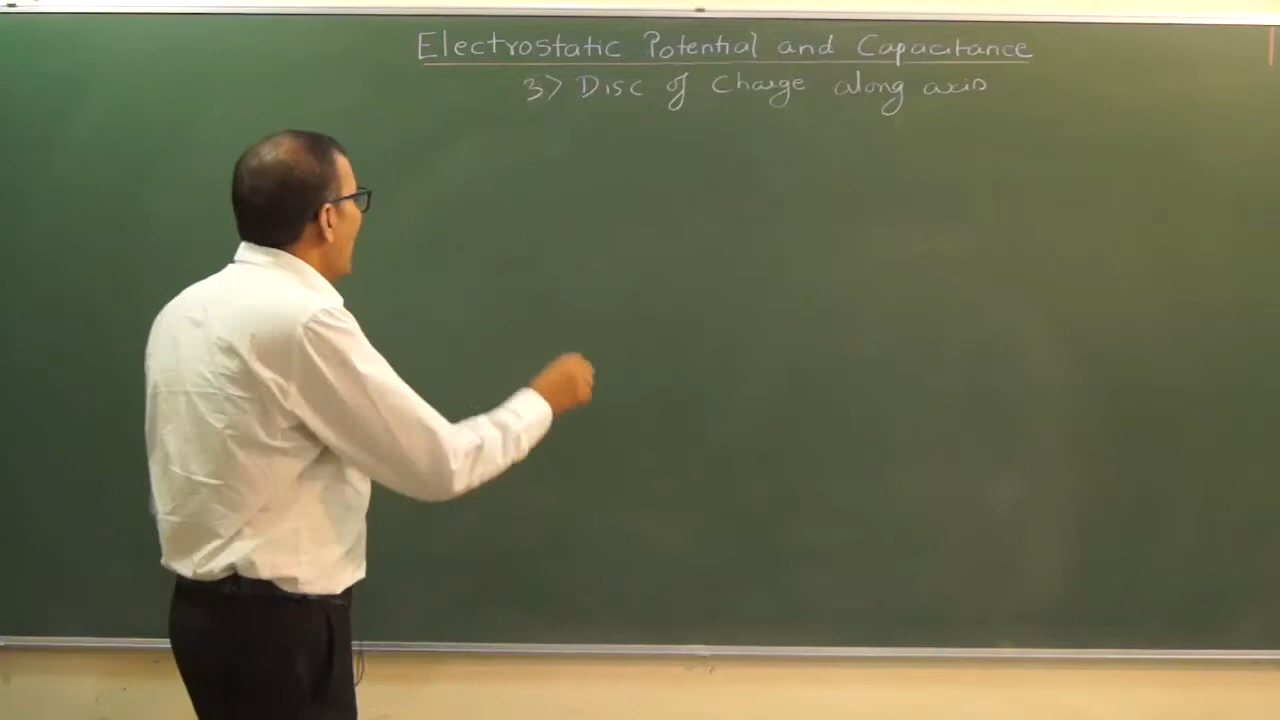 Electrostatic Potential and Capacitance
3> Disc of Charge along axis